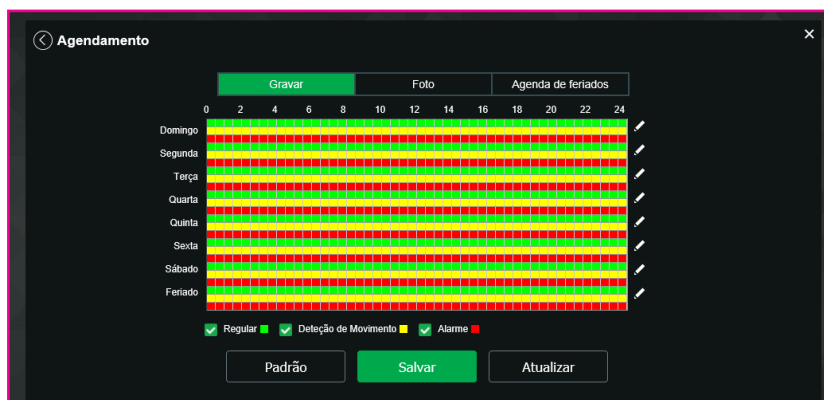 Agendamento
Gravar Foto Agenda de feriados
0 2 4 6 8 10 12 14 16 18 20 22 24
Domingo
Segunda
Terça
Quarta
Quinta
Sexta
Sábado
Feriado
Regular Deteção de Movimento Alarme
Padrão Salvar Atualizar